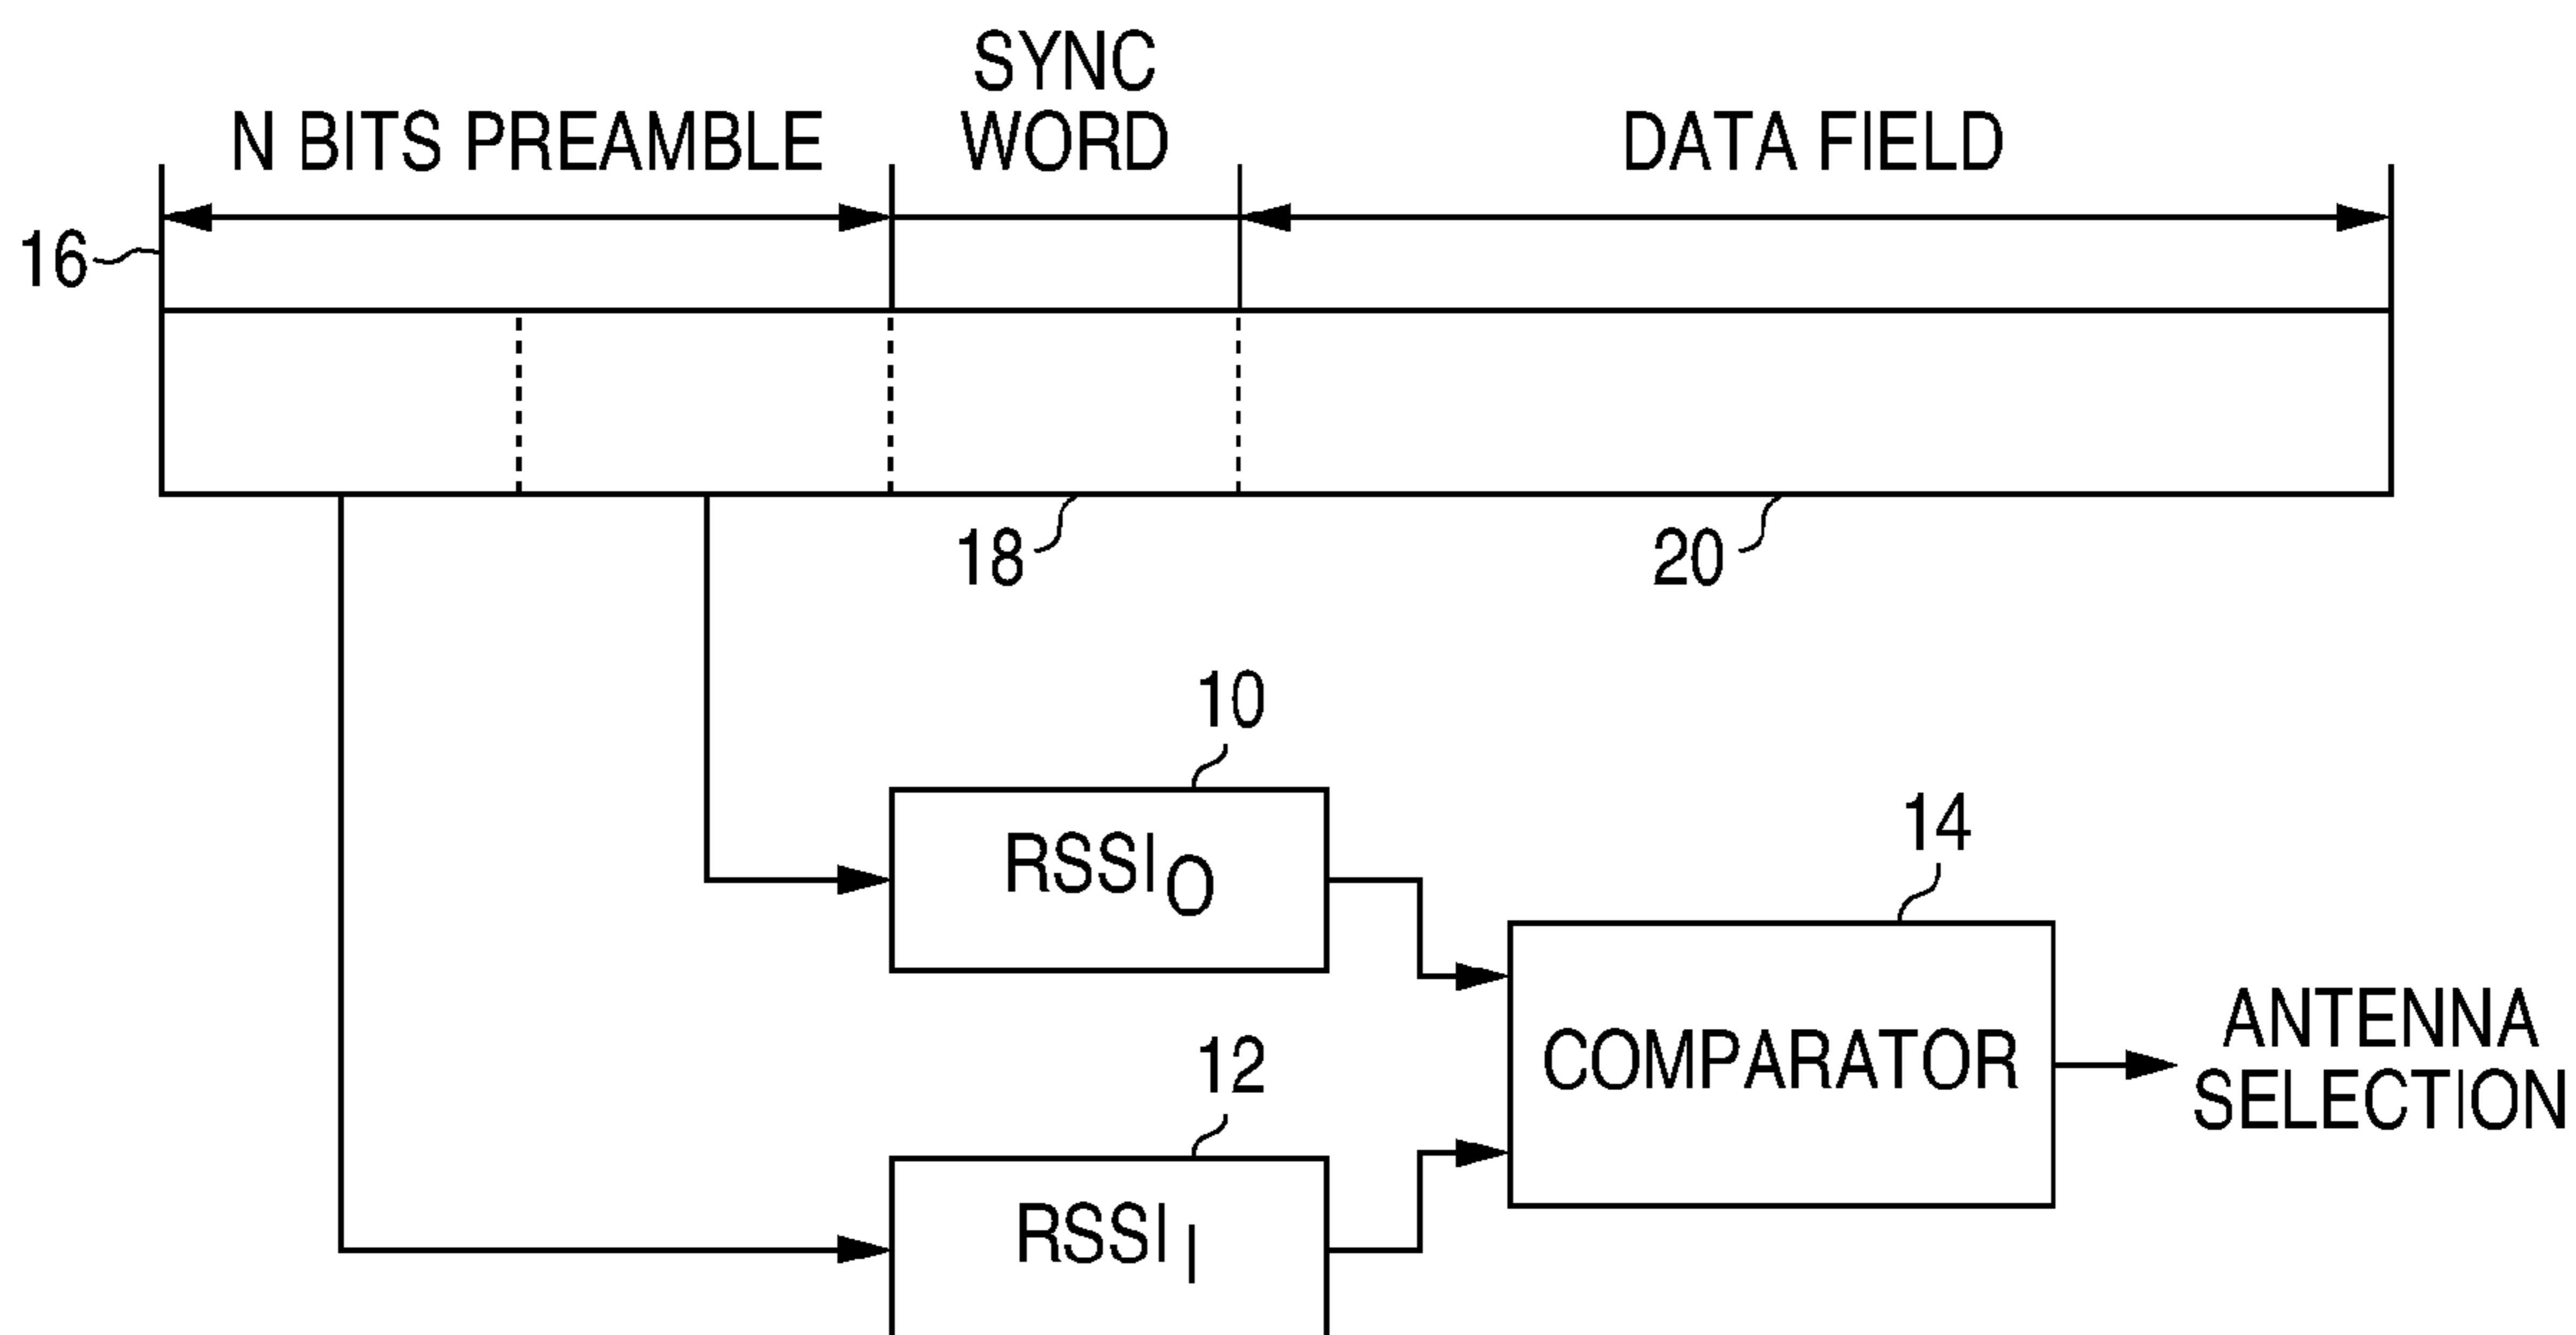 SYNC
N BITS PREAMBLE WORD DATA FIELD
16
18 20
10
RSSIO
14
COMPARATOR
ANTENNA
SELECTION
12
RSSII